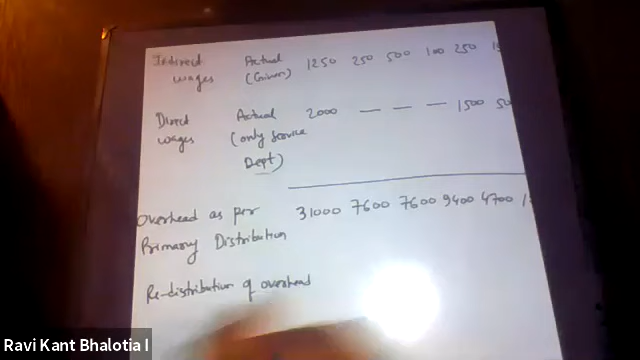 Indirect Actual 1250 250 500 100 250
wages (Given)
Direct Actual 2000 — — — 1500 50
wages (only service
Dept)
Overhead as per 31000 7600 7600 9400 4700
Primary Distribution
Re-distribution of overhead
Ravi Kant Bhalotia I